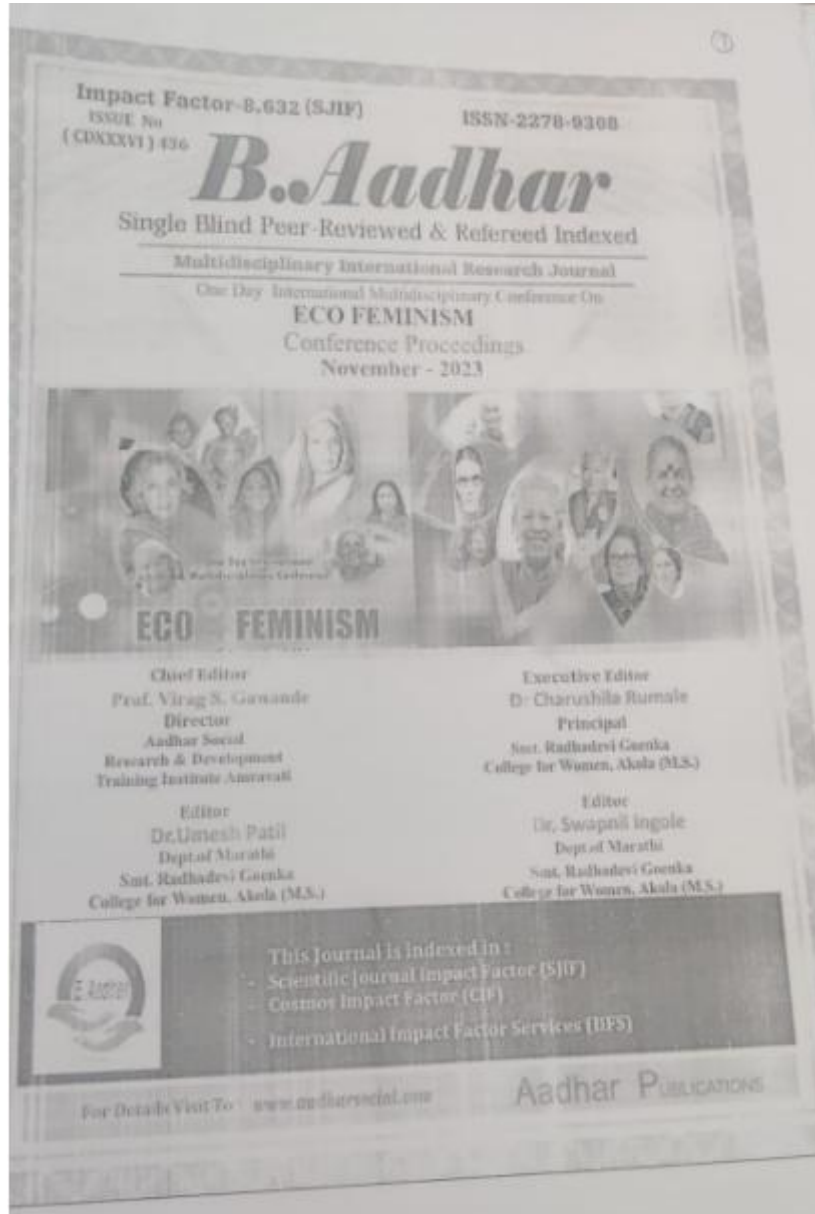 1
Impact Factor-8.632 (SJIF)
ISSN-2278-9308
ISSUE No
(CDXXXVI) 436
B.Aadhar
Single Blind Peer-Reviewed & Refereed Indexed
Multidisciplinary International Research Journal
One Day International Multidisciplinary Conference On
ECO FEMINISM
Conference Proceedings
November - 2023
One Day International
Multidisciplinary Conference
ECO FEMINISM
Chief Editor
Prof. Virag S. Gawande
Director
Aadhar Social
Research & Development
Training Institute Amravati
Executive Editor
Dr Charushila Rumale
Principal
Smt. Radhadevi Goenka
College for Women, Akola (M.S.)
Editor
Dr.Umesh Patil
Dept.of Marathi
Smt. Radhadevi Goenka
College for Women, Akola (M.S.)
Editor
Dr. Swapnil Ingole
Dept.of Marathi
Smt. Radhadevi Goenka
College for Women, Akola (M.S.)
Aadhar
This Journal is indexed in :
- Scientific Journal Impact Factor (SJIF)
- Cosmos Impact Factor (CIF)
- International Impact Factor Services (IIFS)
For Details Visit To : www.aadharsocial.com
Aadhar PUBLICATIONS